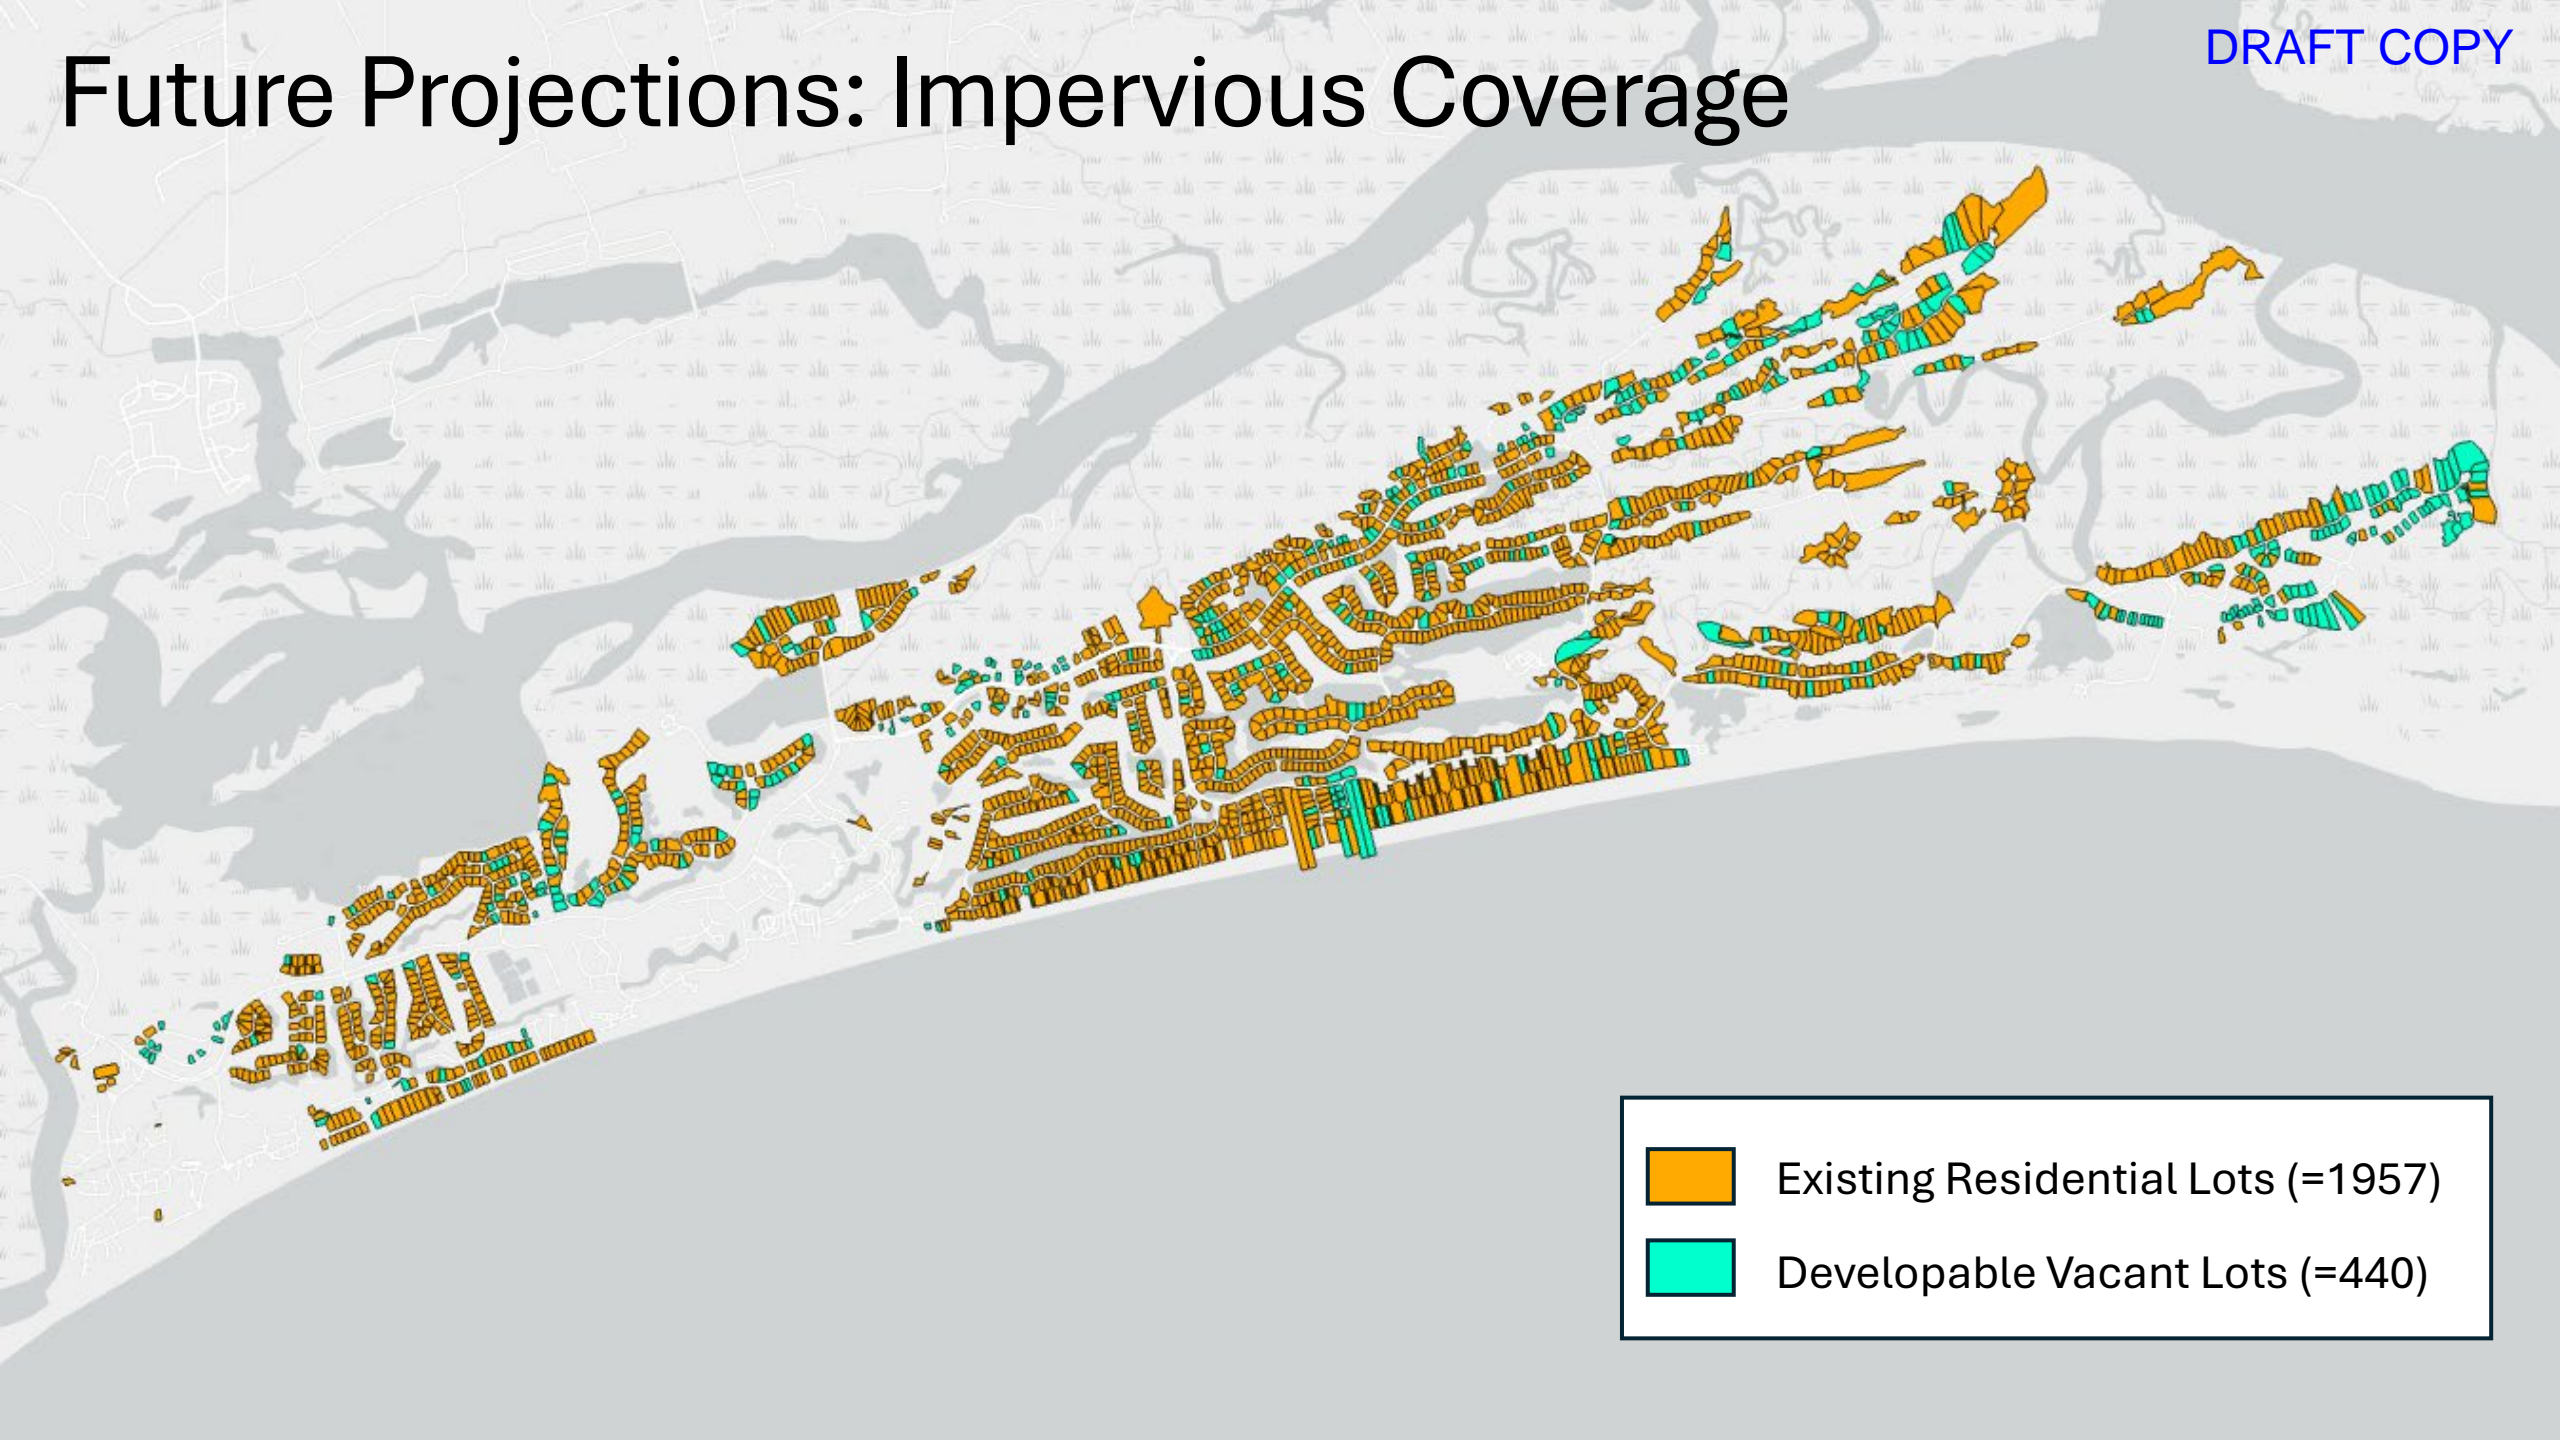 DRAFT COPY
Future Projections: Impervious Coverage
Existing Residential Lots (=1957)
Developable Vacant Lots (=440)